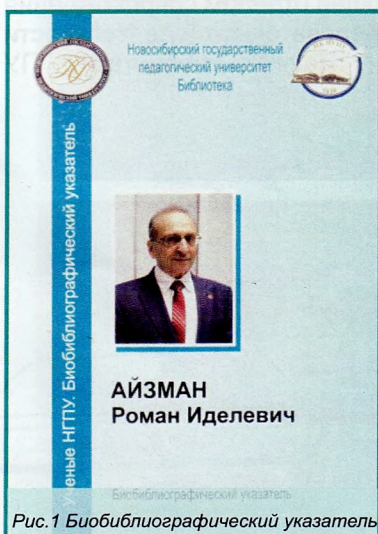 Новосибирский государственный
педагогический университет
Библиотека
Ученые НГПУ. Биобиблиографический указатель
АЙЗМАН
Роман Иделевич
Биобиблиографический указатель
Рис.1 Биобиблиографический указатель